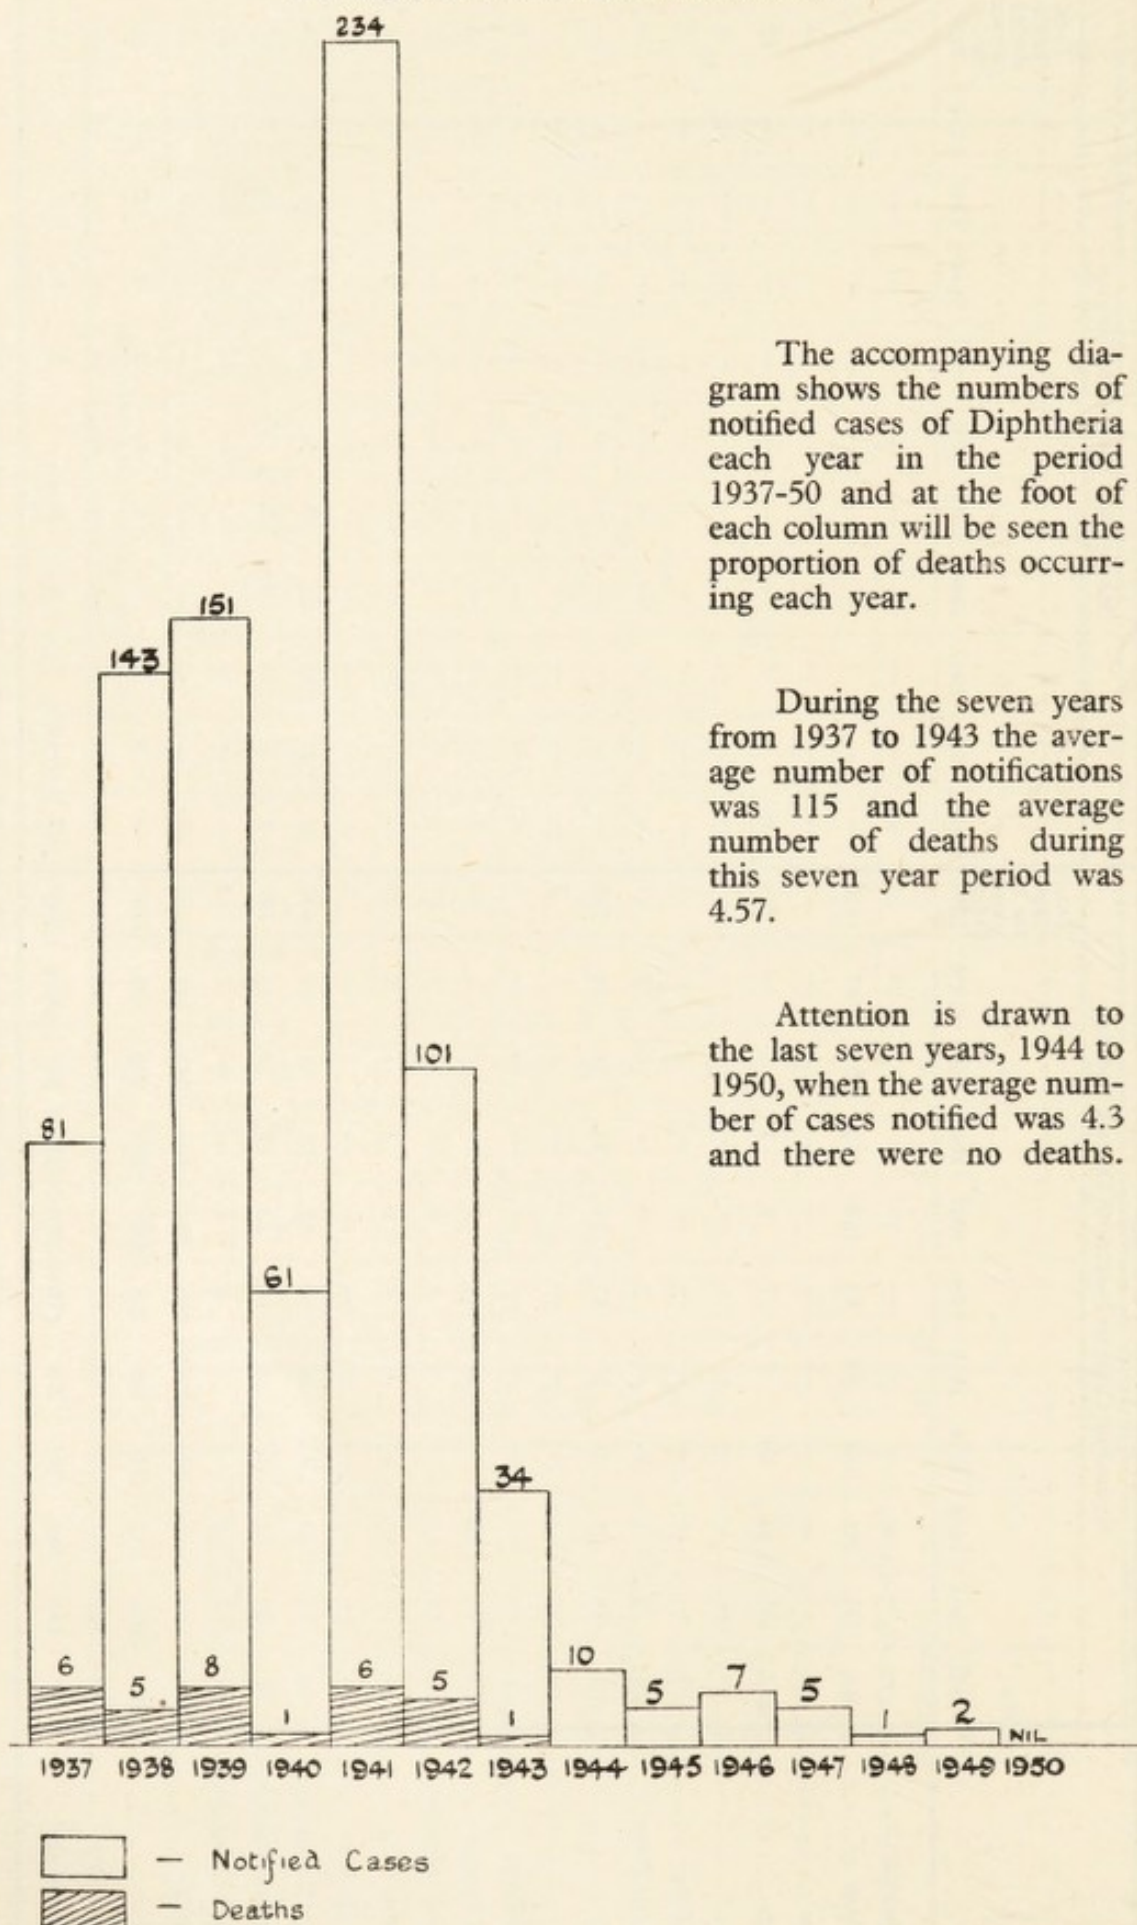 234
151
143
The accompanying dia-
gram shows the numbers of
notified cases of Diphtheria
each year in the period
1937-50 and at the foot of
each column will be seen the
proportion of deaths occurr-
ing each year.
During the seven years
from 1937 to 1943 the aver-
age number of notifications
was 115 and the average
number of deaths during
this seven year period was
4.57.
Attention is drawn to
the last seven years, 1944 to
1950, when the average num-
ber of cases notified was 4.3
and there were no deaths.
101
81
61
34
10
6 5 8 1 6 5 1 5 7 5 1 2 NIL
1937 1938 1939 1940 1941 1942 1943 1944 1945 1946 1947 1948 1949 1950
— Notified Cases
— Deaths